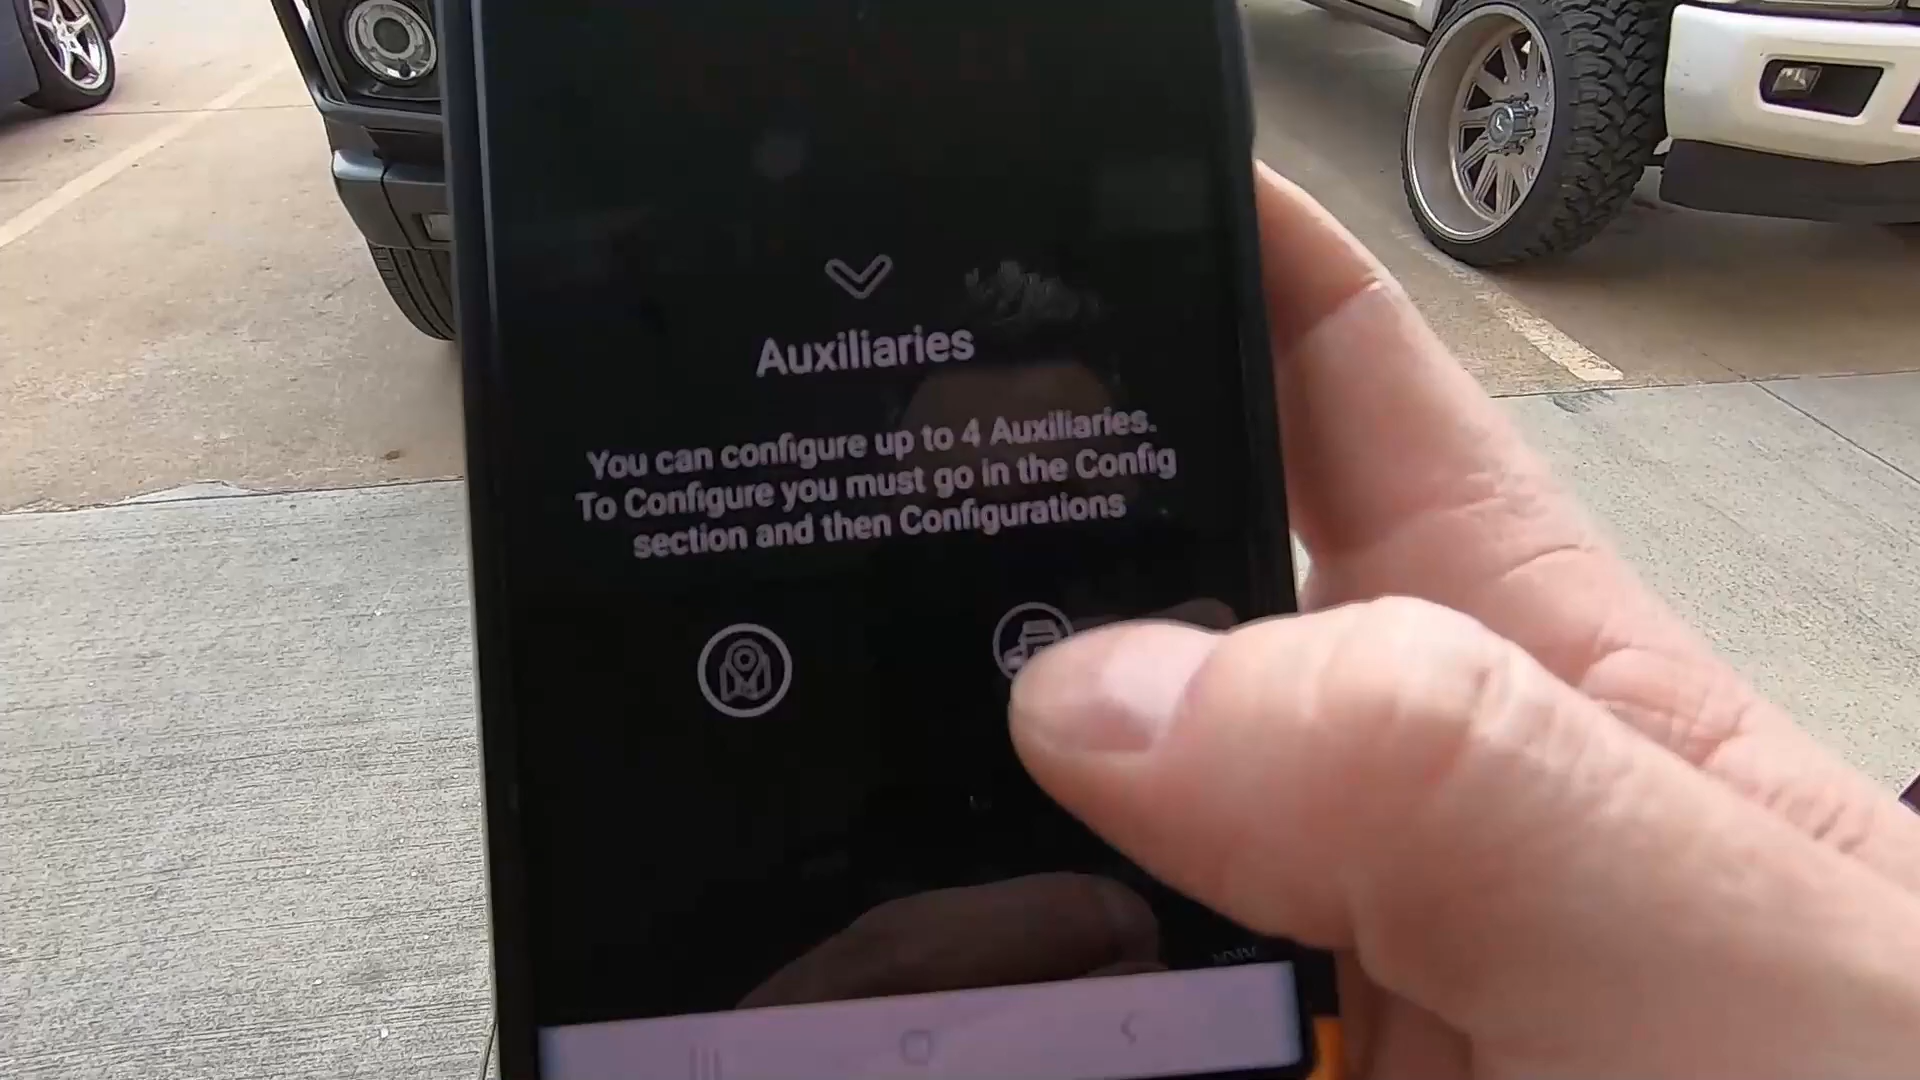 Auxiliaries
You can configure up to 4 Auxiliaries.
To Configure you must go in the Config
section and then Configurations